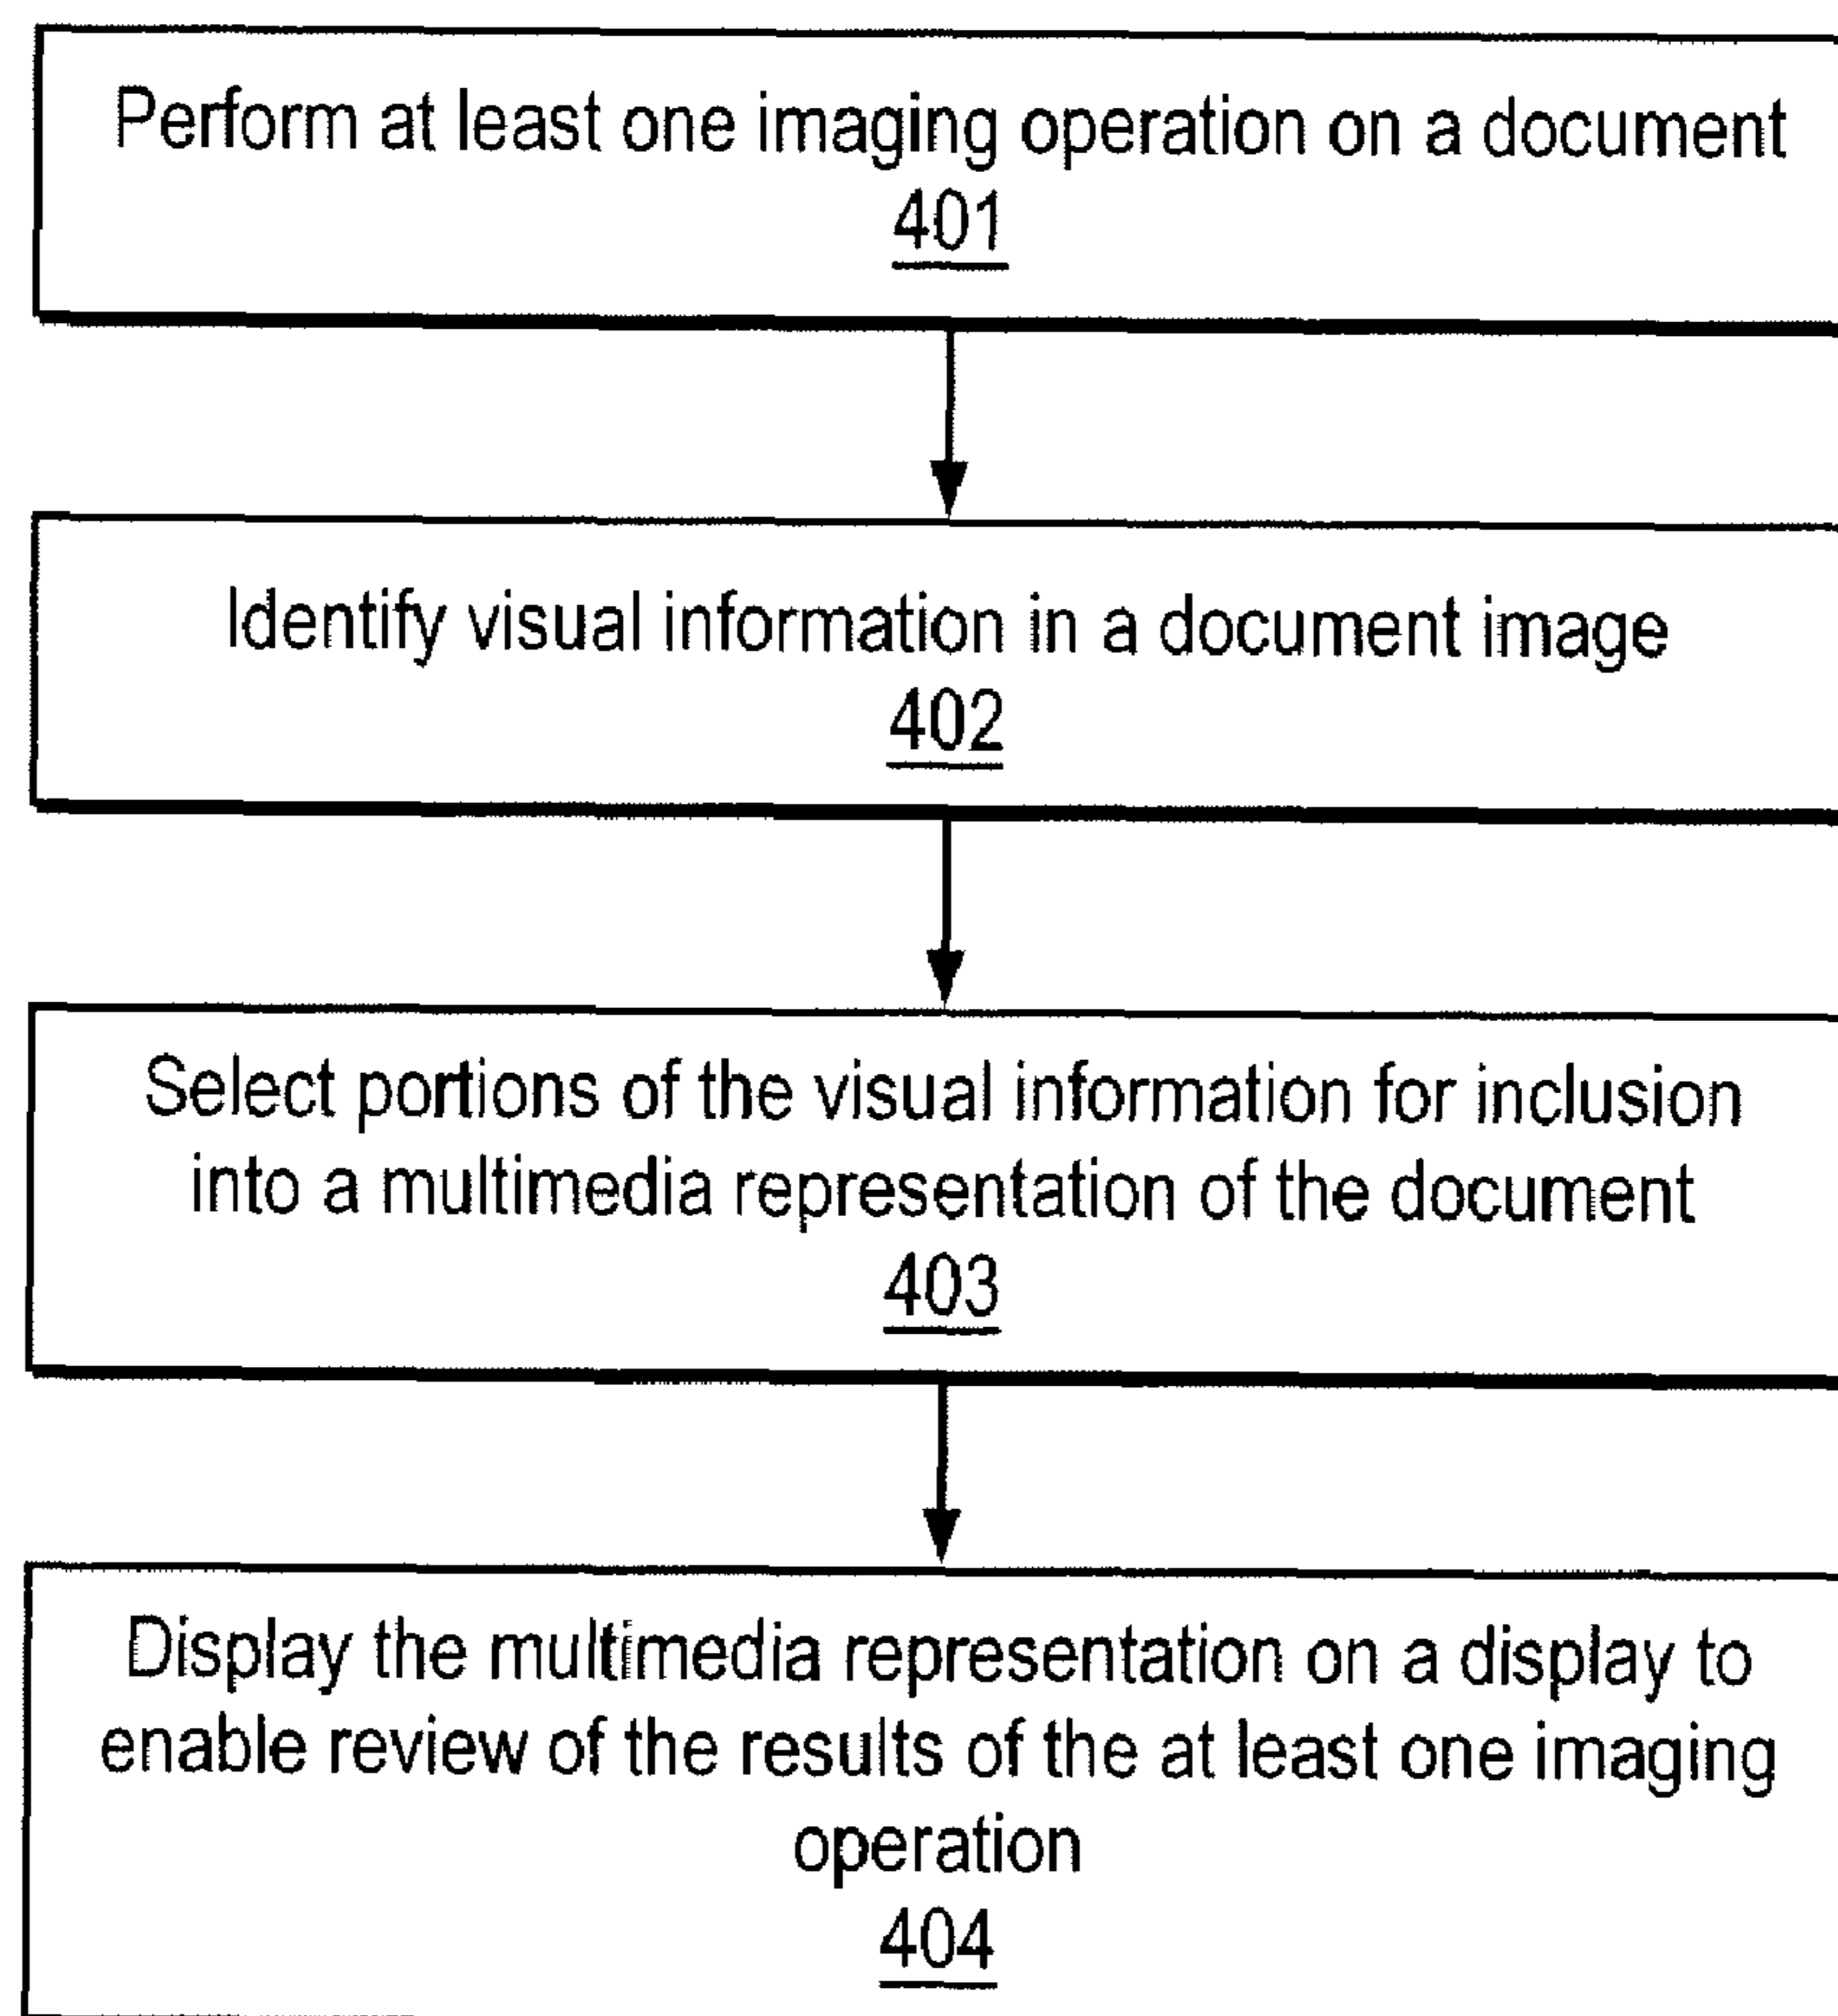 Perform at least one imaging operation on a document
401
Identify visual information in a document image
402
Select portions of the visual information for inclusion
into a multimedia representation of the document
403
Display the multimedia representation on a display to
enable review of the results of the at least one imaging
operation
404